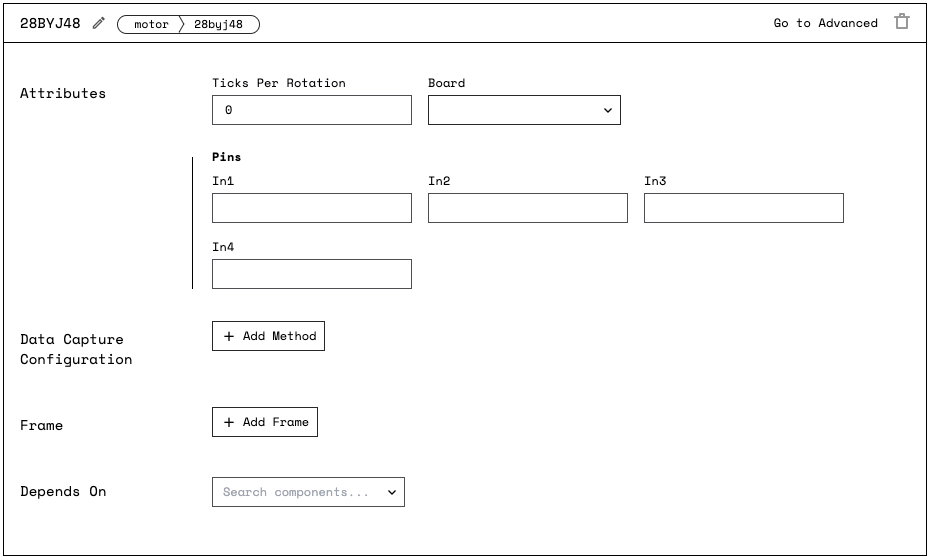 28BYJ48 motor 28byj48 Go to Advanced
Attributes
Ticks Per Rotation Board
0
Pins
In1 In2 In3
In4
Data Capture
Configuration
+ Add Method
Frame
+ Add Frame
Depends On
Search components...